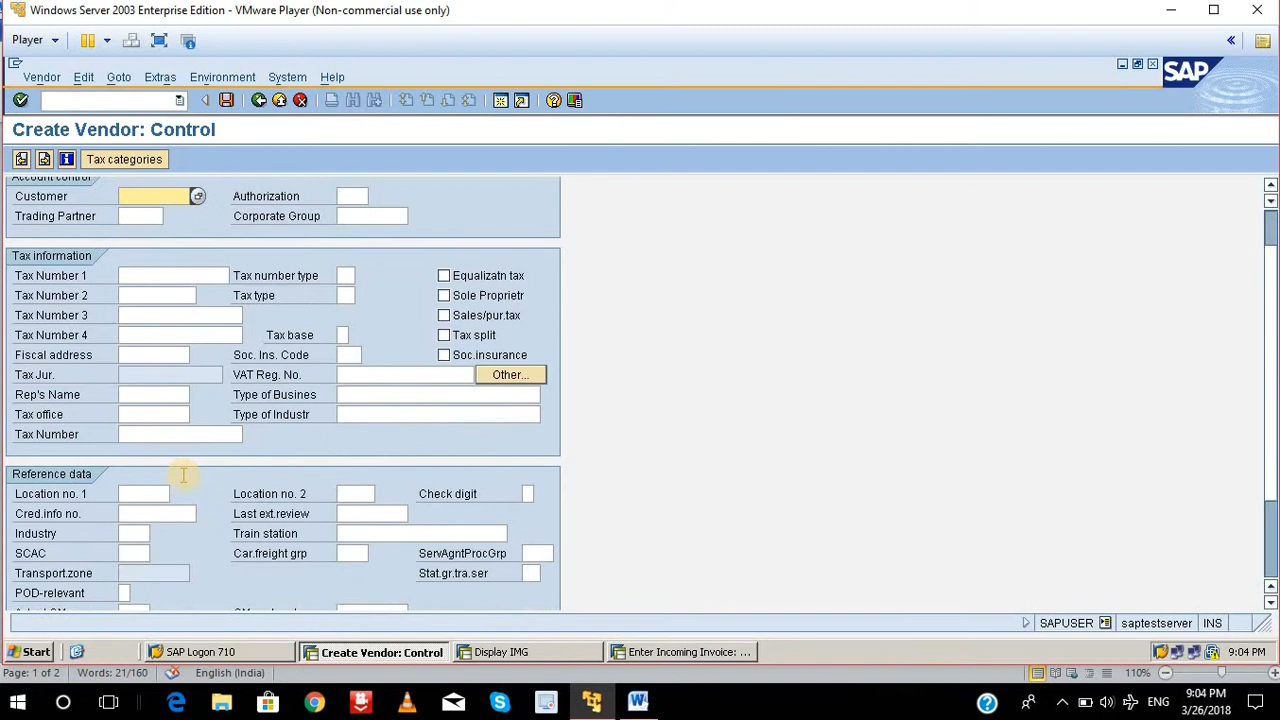 Windows Server 2003 Enterprise Edition - VMware Player (Non-commercial use only)
Player
Vendor Edit Goto Extras Environment System Help
SAP
Create Vendor: Control
Tax categories
Account control
Customer Authorization
Trading Partner Corporate Group
Tax information
Tax Number 1 Tax number type Equalizatn tax
Tax Number 2 Tax type Sole Proprietr
Tax Number 3 Sales/pur.tax
Tax Number 4 Tax base Tax split
Fiscal address Soc. Ins. Code Soc.insurance
Tax Jur. VAT Reg. No. Other...
Rep's Name Type of Busines
Tax office Type of Industr
Tax Number
Reference data
Location no. 1 Location no. 2 Check digit
Cred.info no. Last ext.review
Industry Train station
SCAC Car.freight grp ServAgntProcGrp
Transport.zone Stat.gr.tra.ser
POD-relevant
SAPUSER saptestserver INS
Start SAP Logon 710 Create Vendor: Control Display IMG Enter Incoming Invoice: ... 9:04 PM
Page: 1 of 2 Words: 21/160 English (India) 110%
ENG 9:04 PM
3/26/2018